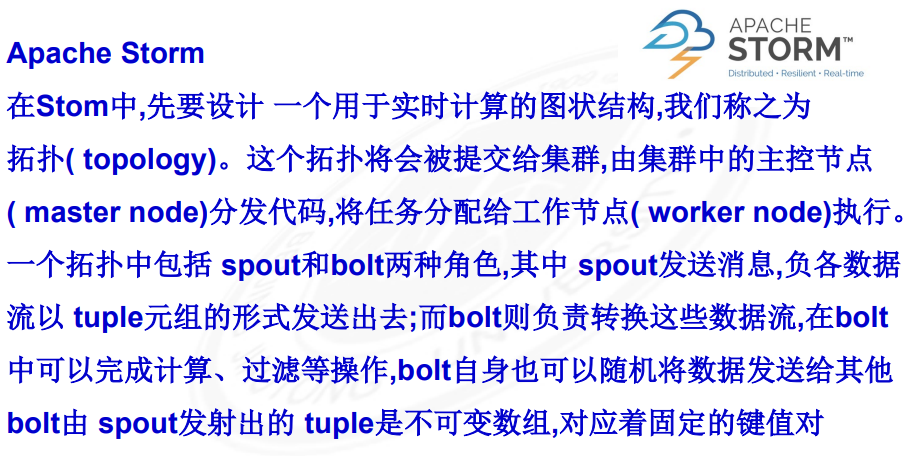 APACHE
STORM™
Distributed • Resilient • Real-time
Apache Storm
在Stom中,先要设计 一个用于实时计算的图状结构,我们称之为
拓扑( topology)。这个拓扑将会被提交给集群,由集群中的主控节点
( master node)分发代码,将任务分配给工作节点( worker node)执行。
一个拓扑中包括 spout和bolt两种角色,其中 spout发送消息,负各数据
流以 tuple元组的形式发送出去;而bolt则负责转换这些数据流,在bolt
中可以完成计算、过滤等操作,bolt自身也可以随机将数据发送给其他
bolt由 spout发射出的 tuple是不可变数组,对应着固定的键值对